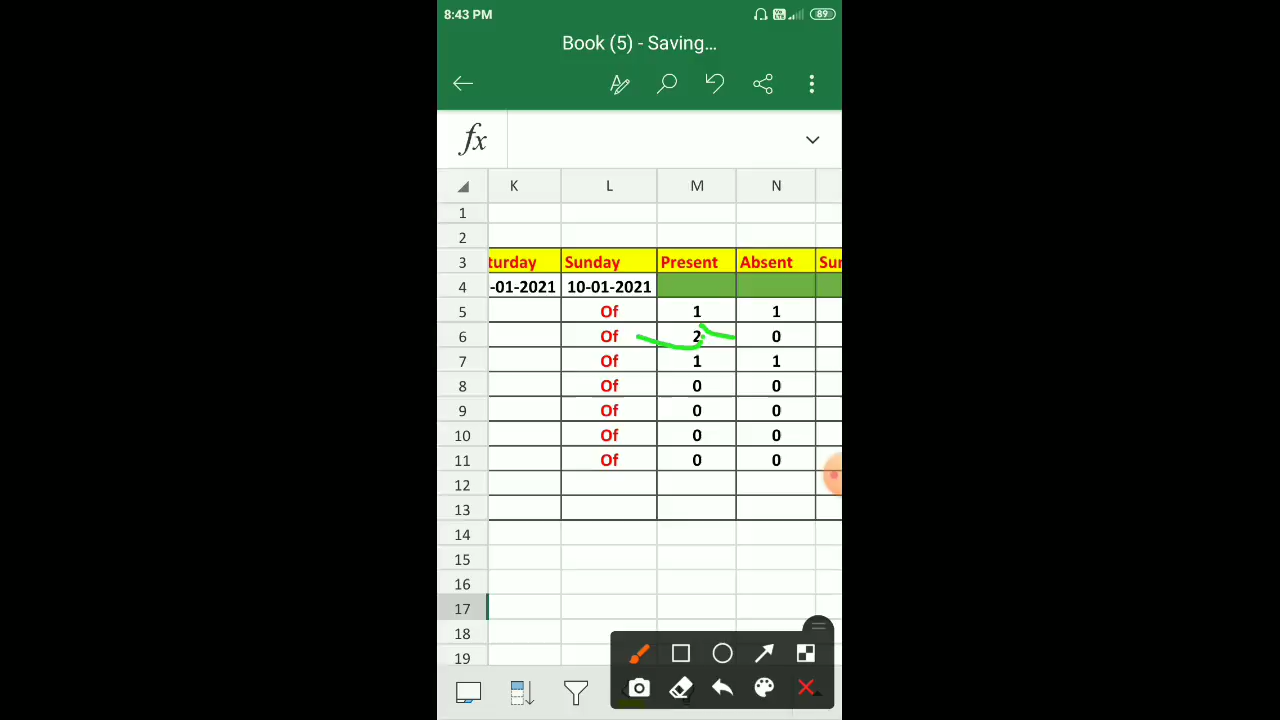 8:43 PM 89
Book (5) - Saving...
fx
K L M N
1
2
3 turday Sunday Present Absent Sun
4 -01-2021 10-01-2021
5 Of 1 1
6 Of 2 0
7 Of 1 1
8 Of 0 0
9 Of 0 0
10 Of 0 0
11 Of 0 0
12
13
14
15
16
17
18
19